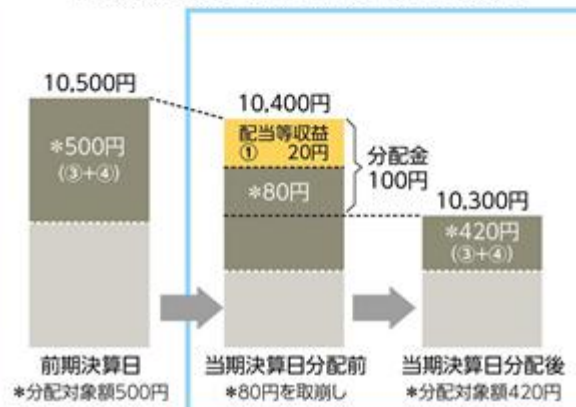 10,500円
*500円
(③+④)
前期決算日
*分配対象額500円
10,400円
配当等収益
① 20円
*80円
分配金
100円
当期決算日分配前
*80円を取崩し
10,300円
*420円
(③+④)
当期決算日分配後
*分配対象額420円